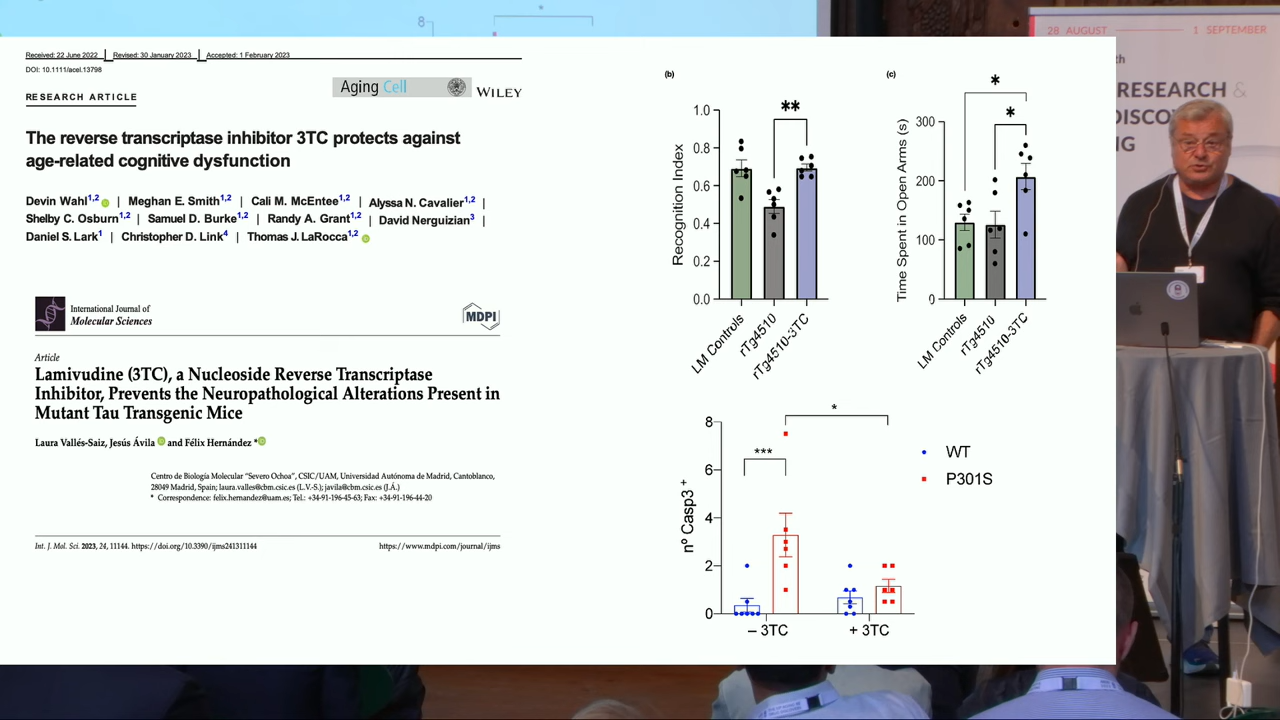 Received: 22 June 2022 | Revised: 30 January 2023 | Accepted: 1 February 2023
DOI: 10.1111/acel.13798
RESEARCH ARTICLE
Aging Cell
WILEY
The reverse transcriptase inhibitor 3TC protects against
age-related cognitive dysfunction
Devin Wahl1,2 | Meghan E. Smith1,2 | Cali M. McEntee1,2 | Alyssa N. Cavalier1,2 |
Shelby C. Osburn1,2 | Samuel D. Burke1,2 | Randy A. Grant1,2 | David Nerguizian3 |
Daniel S. Lark1 | Christopher D. Link4 | Thomas J. LaRocca1,2
International Journal of
Molecular Sciences
MDPI
Article
Lamivudine (3TC), a Nucleoside Reverse Transcriptase
Inhibitor, Prevents the Neuropathological Alterations Present in
Mutant Tau Transgenic Mice
Laura Vallés-Saiz, Jesús Ávila and Félix Hernández *
Centro de Biología Molecular “Severo Ochoa”, CSIC/UAM, Universidad Autónoma de Madrid, Cantoblanco,
28049 Madrid, Spain; laura.valles@cbm.csic.es (L.V.-S.); javila@cbm.csic.es (J.Á.)
* Correspondence: felix.hernandez@uam.es; Tel.: +34-91-196-45-63; Fax: +34-91-196-44-20
Int. J. Mol. Sci. 2023, 24, 11144. https://doi.org/10.3390/ijms241311144
https://www.mdpi.com/journal/ijms
(b)
**
Recognition Index
1.0
0.8
0.6
0.4
0.2
0.0
LM Controls
rTg4510
rTg4510-3TC
(c)
*
*
Time Spent in Open Arms (s)
300
200
100
0
LM Controls
rTg4510
rTg4510-3TC
nº Casp3 +
8
6
4
2
0
***
*
– 3TC
+ 3TC
WT
P301S
8
*
28 AUGUST
1 SEPTEMBER
RESEARCH &